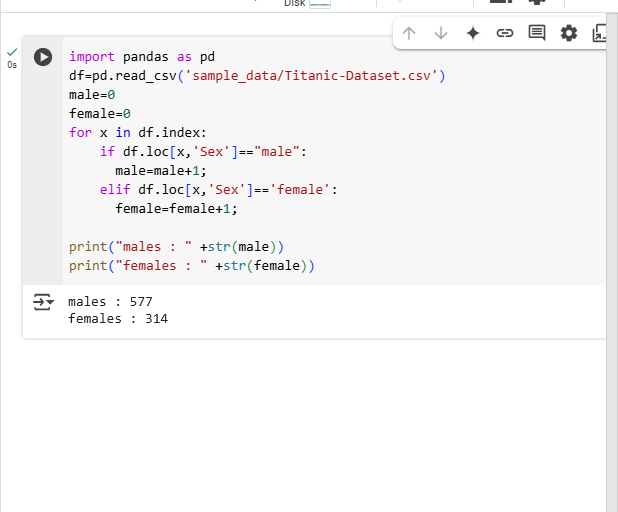 Disk
0s
import pandas as pd
df=pd.read_csv('sample_data/Titanic-Dataset.csv')
male=0
female=0
for x in df.index:
    if df.loc[x,'Sex']=="male":
      male=male+1;
    elif df.loc[x,'Sex']=='female':
      female=female+1;

print("males : " +str(male))
print("females : " +str(female))
males : 577
females : 314